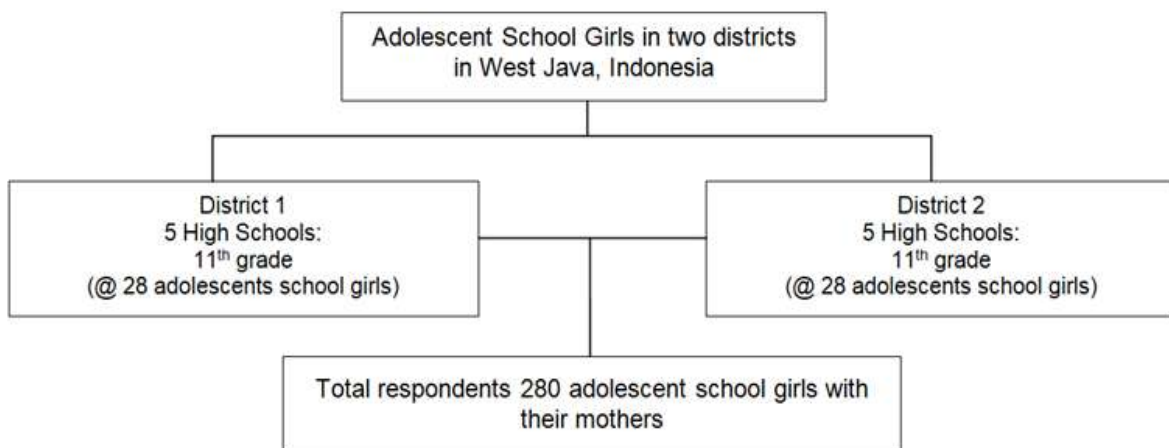 Adolescent School Girls in two districts
in West Java, Indonesia
District 1
5 High Schools:
11th grade
(@ 28 adolescents school girls)
District 2
5 High Schools:
11th grade
(@ 28 adolescents school girls)
Total respondents 280 adolescent school girls with
their mothers